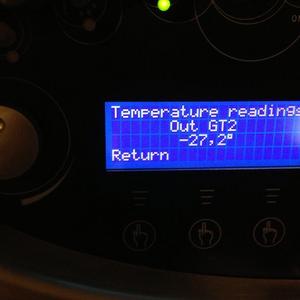 Temperature readings
Out GT2
-27,2°
Return